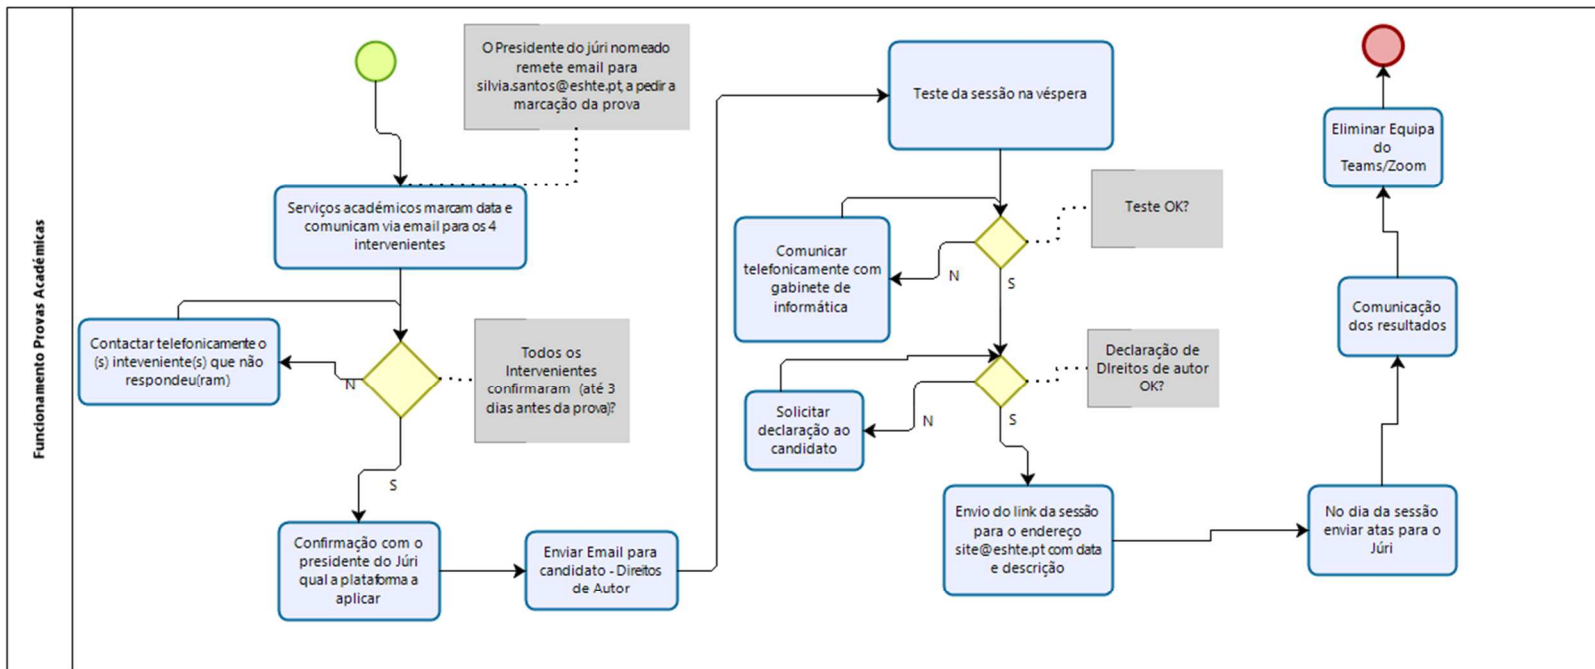 Funcionamento Provas Académicas
O Presidente do júri nomeado
remete email para
silvia.santos@eshte.pt, a pedir a
marcação da prova
Serviços académicos marcam data e
comunicam via email para os 4
intervenientes
Contactar telefonicamente o
(s) inteveniente(s) que não
respondeu(ram)
N
Todos os
Intervenientes
confirmaram (até 3
dias antes da prova)?
S
Confirmação com o
presidente do Júri
qual a plataforma a
aplicar
Enviar Email para
candidato - Direitos
de Autor
Teste da sessão na véspera
Teste OK?
Comunicar
telefonicamente com
gabinete de
informática
N
S
Declaração de
DIreitos de autor
OK?
Solicitar
declaração ao
candidato
N
S
Envio do link da sessão
para o endereço
site@eshte.pt com data
e descrição
No dia da sessão
enviar atas para o
Júri
Comunicação
dos resultados
Eliminar Equipa
do
Teams/Zoom